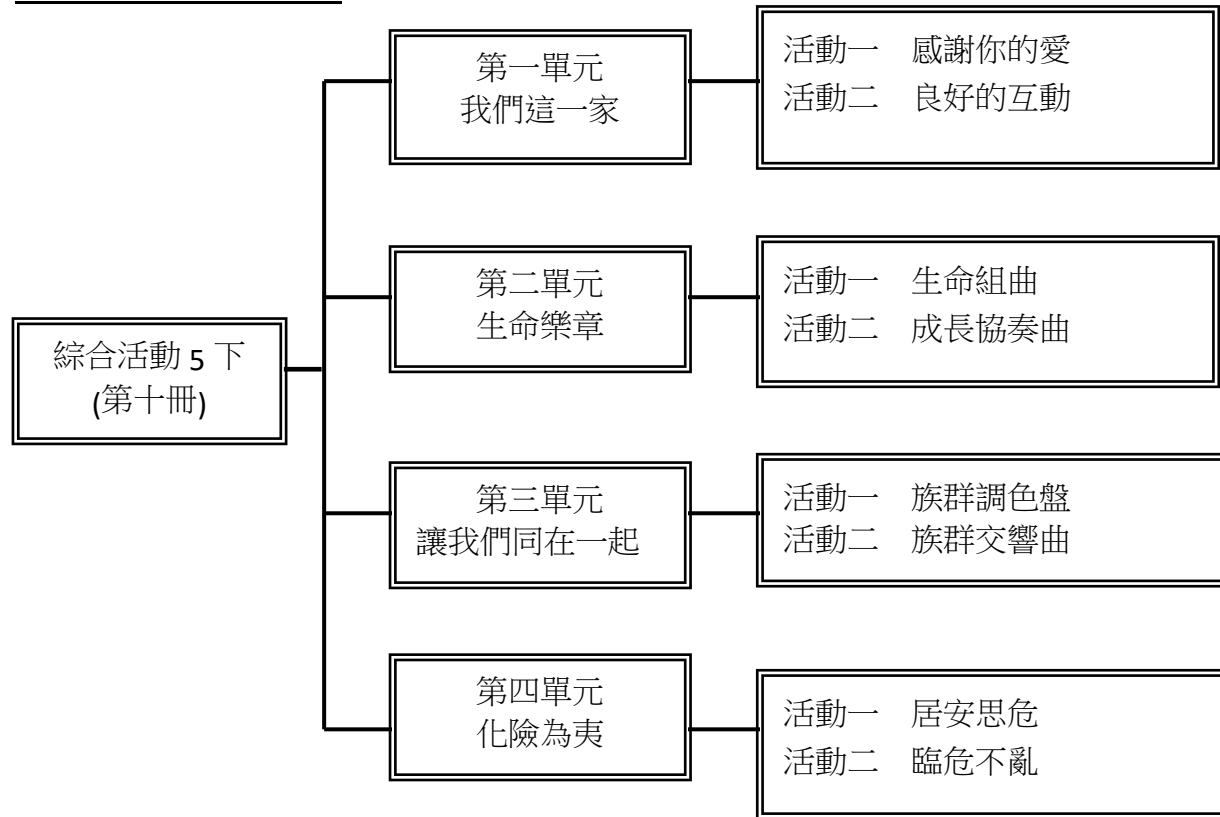 第一單元
我們這一家
活動一　感謝你的愛
活動二　良好的互動
第二單元
生命樂章
活動一　生命組曲
活動二　成長協奏曲
綜合活動 5 下
(第十冊)
第三單元
讓我們同在一起
活動一　族群調色盤
活動二　族群交響曲
第四單元
化險為夷
活動一　居安思危
活動二　臨危不亂